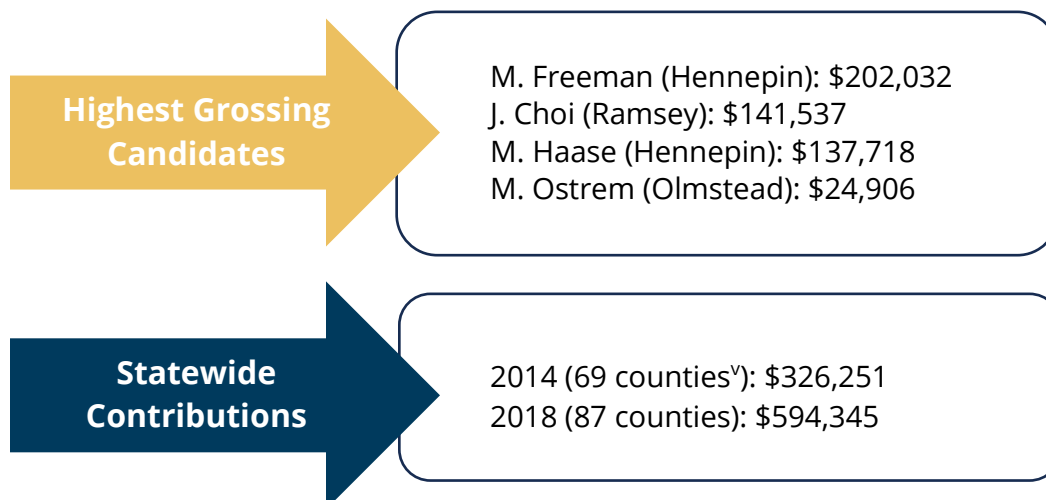 Highest Grossing
Candidates
M. Freeman (Hennepin): $202,032
J. Choi (Ramsey): $141,537
M. Haase (Hennepin): $137,718
M. Ostrem (Olmstead): $24,906
Statewide
Contributions
2014 (69 countiesᵛ): $326,251
2018 (87 counties): $594,345